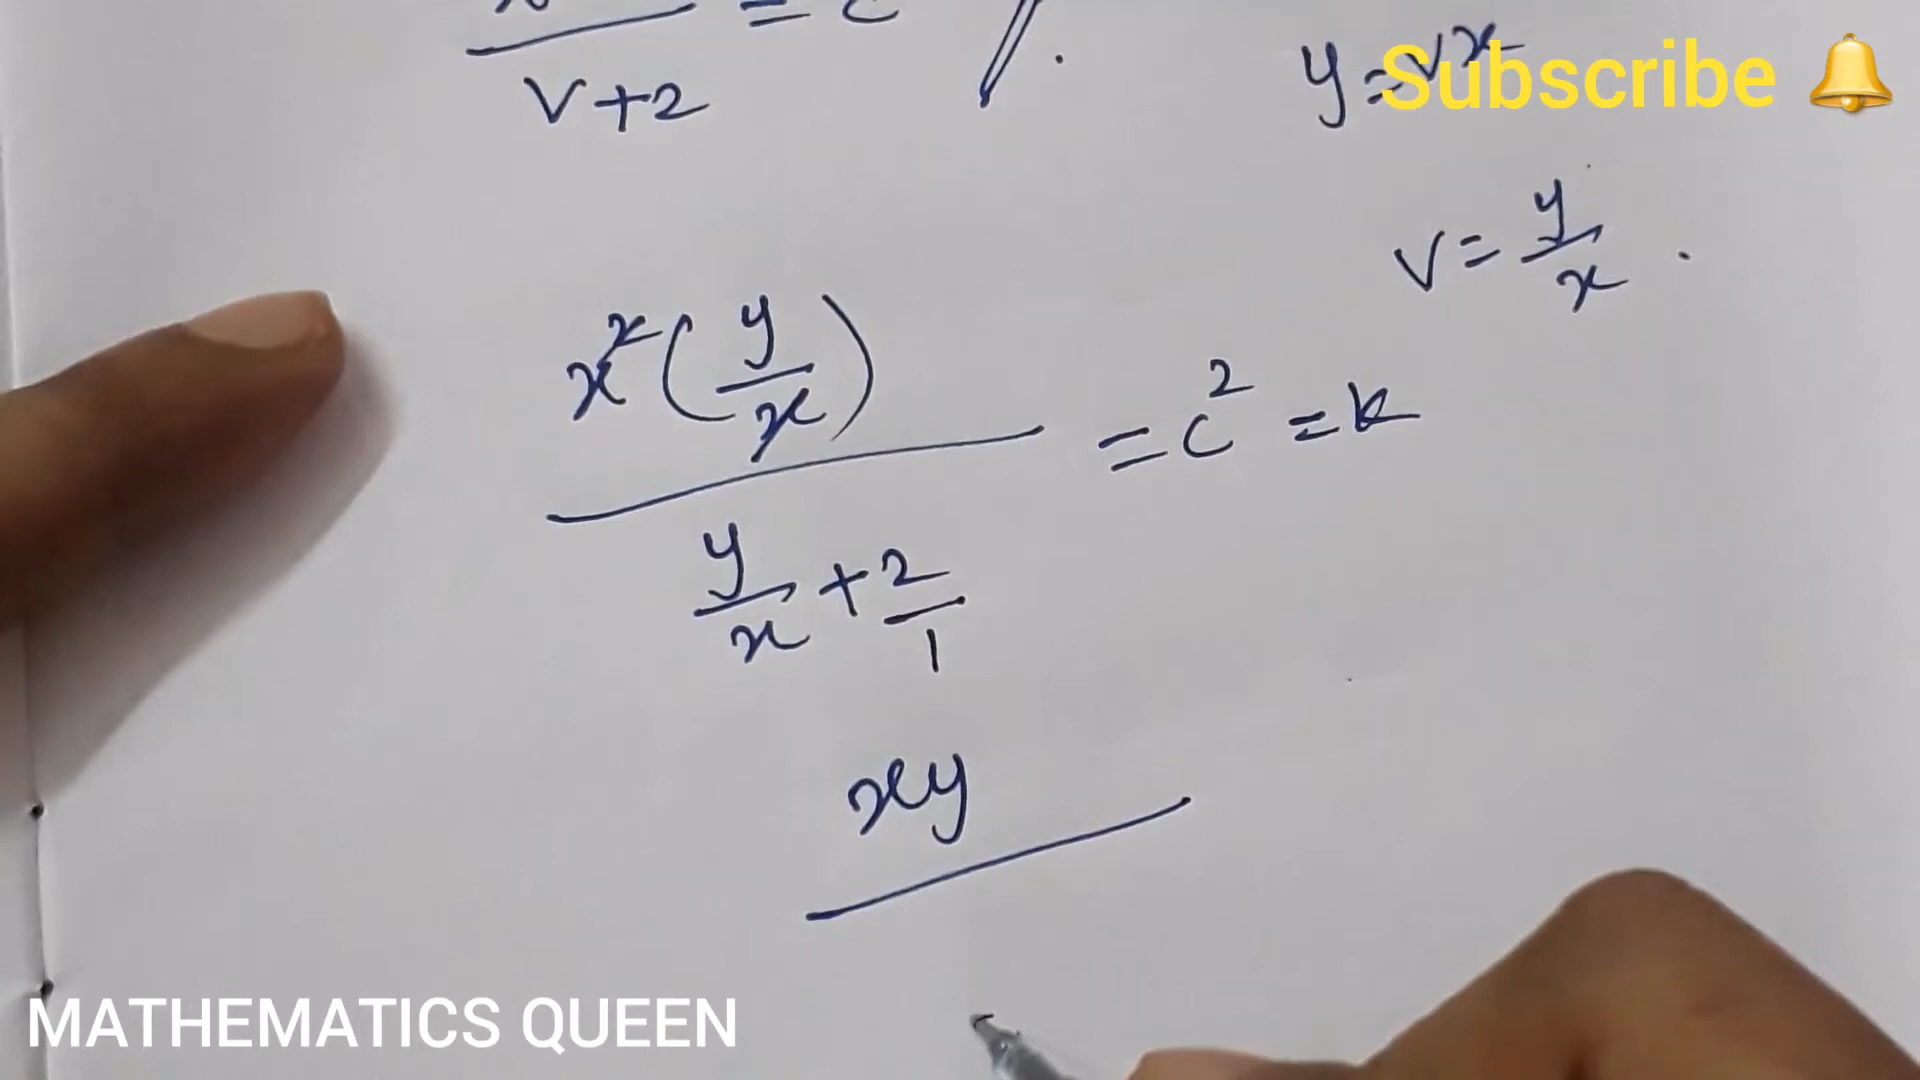 = c
v+2
y=vx
Subscribe 🔔
v = y/x .
x²(y/x) / (y/x + 2/1) = c² = k
xy
MATHEMATICS QUEEN